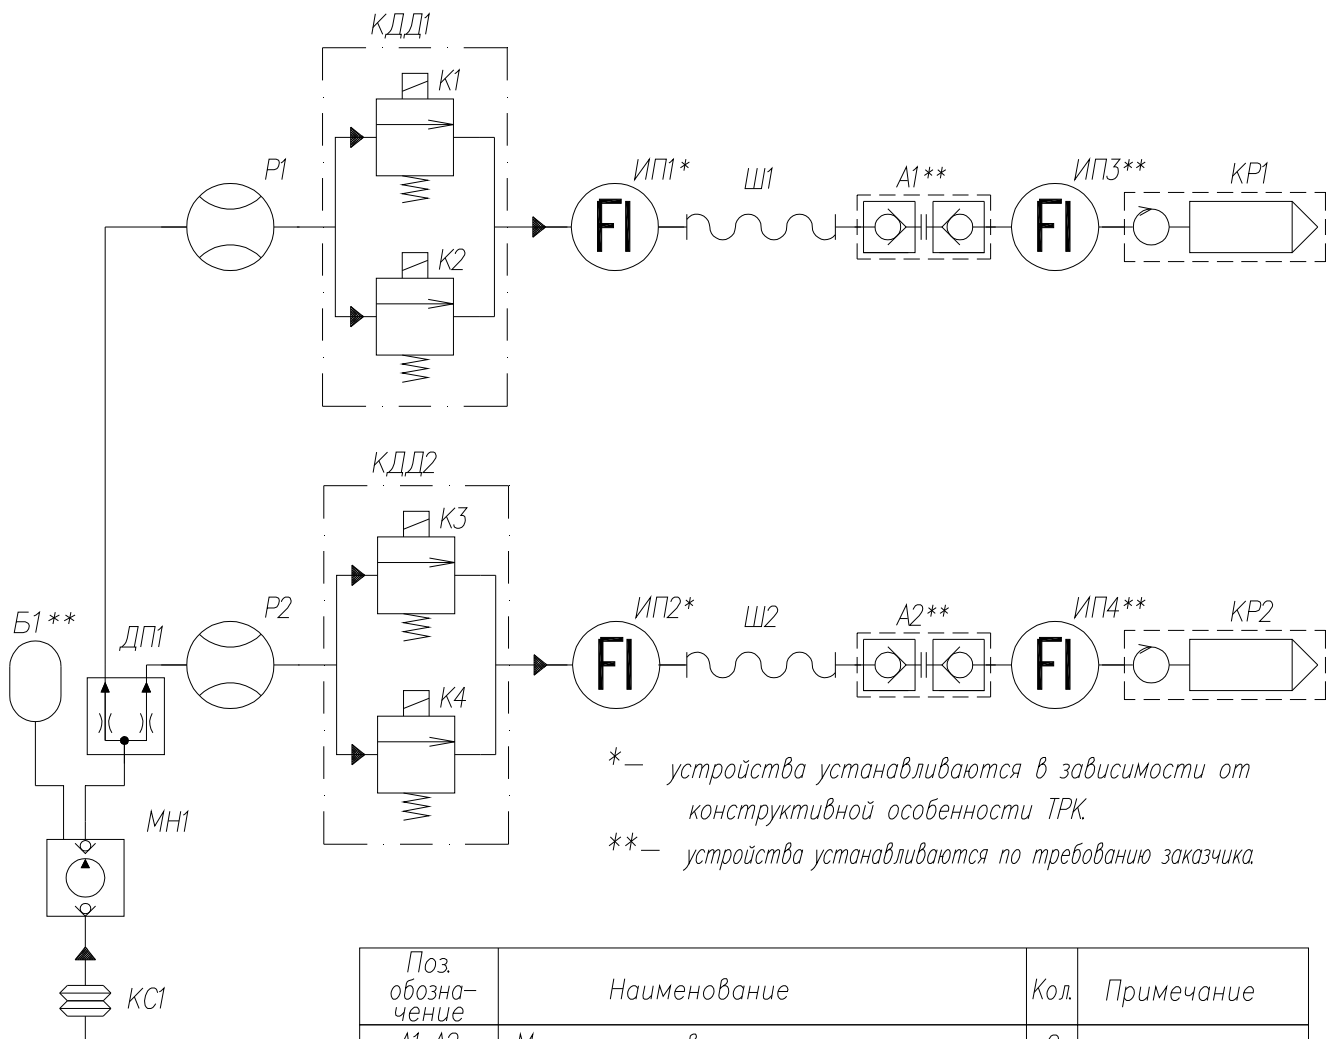 КДД1
К1
Р1
ИП1*
Ш1
А1**
ИП3**
КР1
FI
FI
К2
КДД2
К3
Б1**
ДП1
Р2
ИП2*
Ш2
А2**
ИП4**
КР2
FI
FI
К4
*— устройства устанавливаются в зависимости от
конструктивной особенности ТРК.
**— устройства устанавливаются по требованию заказчика.
МН1
КС1
Поз.
обозна-
чение
Наименование
Кол.
Примечание